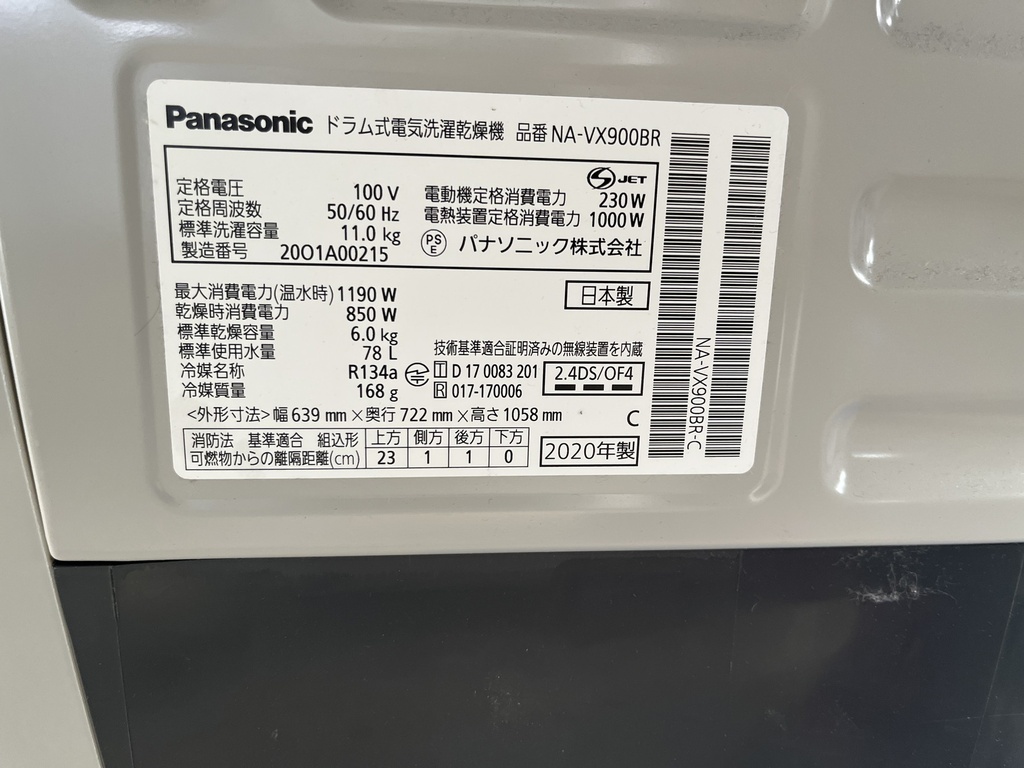 Panasonic ドラム式電気洗濯乾燥機 品番 NA-VX900BR
S JET
定格電圧 100 V 電動機定格消費電力 230 W
定格周波数 50/60 Hz 電熱装置定格消費電力 1000 W
標準洗濯容量 11.0 kg PSE パナソニック株式会社
製造番号 20O1A00215
最大消費電力(温水時) 1190 W 日本製
乾燥時消費電力 850 W
標準乾燥容量 6.0 kg
標準使用水量 78 L 技術基準適合証明済みの無線装置を内蔵
冷媒名称 R134a T D 17 0083 201 2.4DS/OF4
冷媒質量 168 g R 017-170006
<外形寸法>幅 639 mm × 奥行 722 mm × 高さ 1058 mm C
消防法 基準適合 組込形 上方 側方 後方 下方
可燃物からの離隔距離(cm) 23 1 1 0 2020年製
NA-VX900BR-C